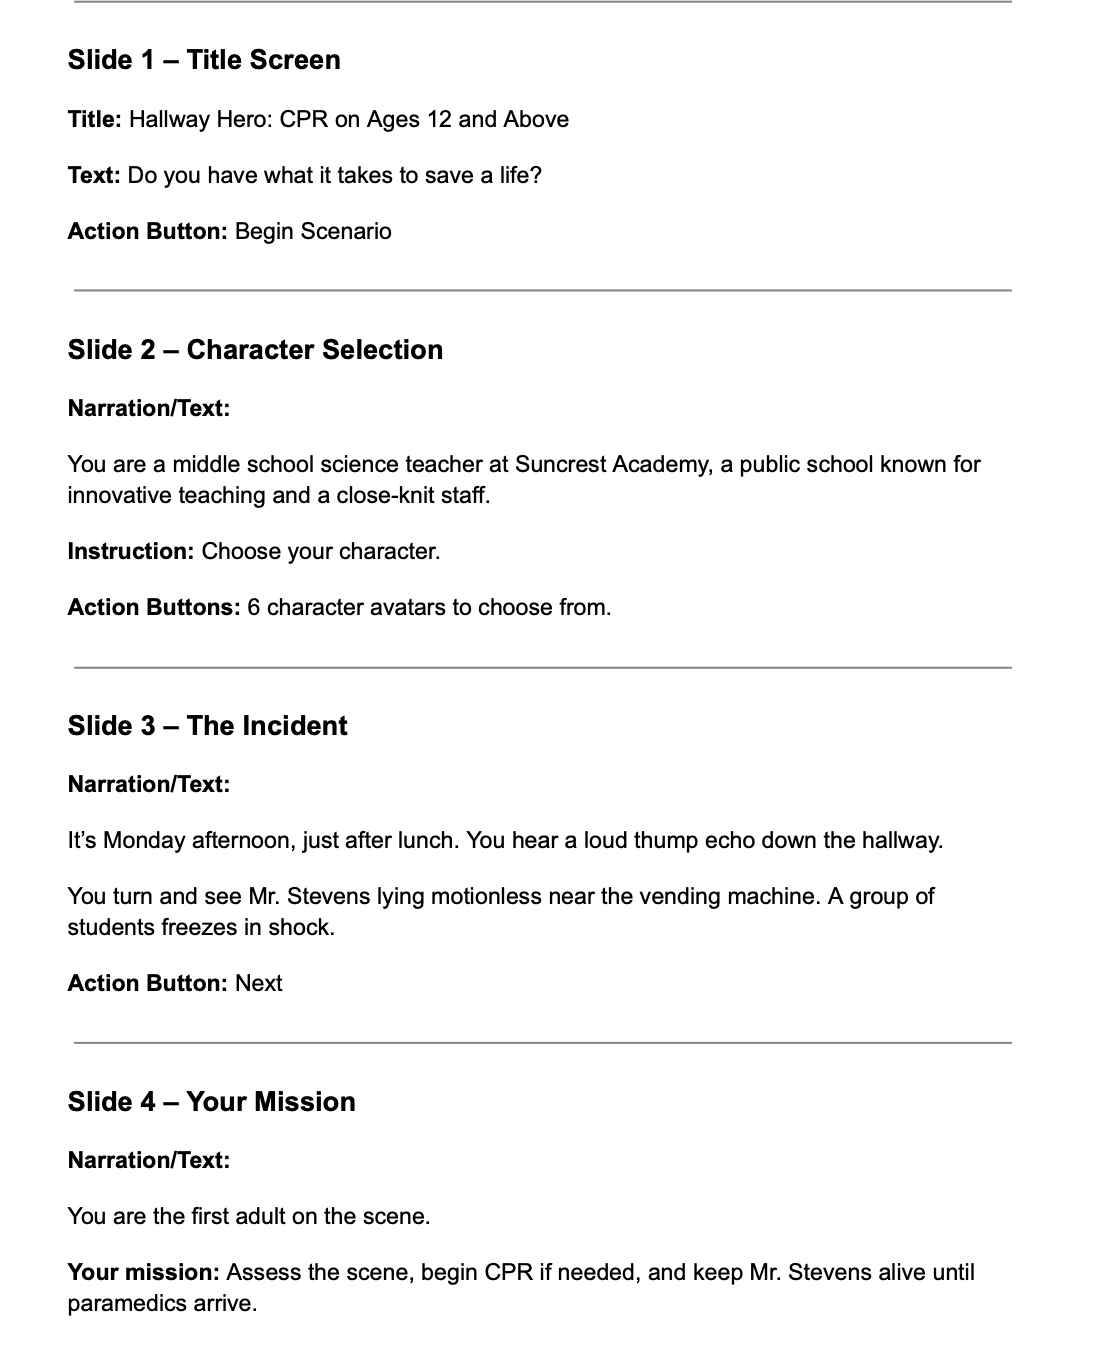 Slide 1 – Title Screen
Title: Hallway Hero: CPR on Ages 12 and Above
Text: Do you have what it takes to save a life?
Action Button: Begin Scenario
Slide 2 – Character Selection
Narration/Text:
You are a middle school science teacher at Suncrest Academy, a public school known for
innovative teaching and a close-knit staff.
Instruction: Choose your character.
Action Buttons: 6 character avatars to choose from.
Slide 3 – The Incident
Narration/Text:
It’s Monday afternoon, just after lunch. You hear a loud thump echo down the hallway.
You turn and see Mr. Stevens lying motionless near the vending machine. A group of
students freezes in shock.
Action Button: Next
Slide 4 – Your Mission
Narration/Text:
You are the first adult on the scene.
Your mission: Assess the scene, begin CPR if needed, and keep Mr. Stevens alive until
paramedics arrive.